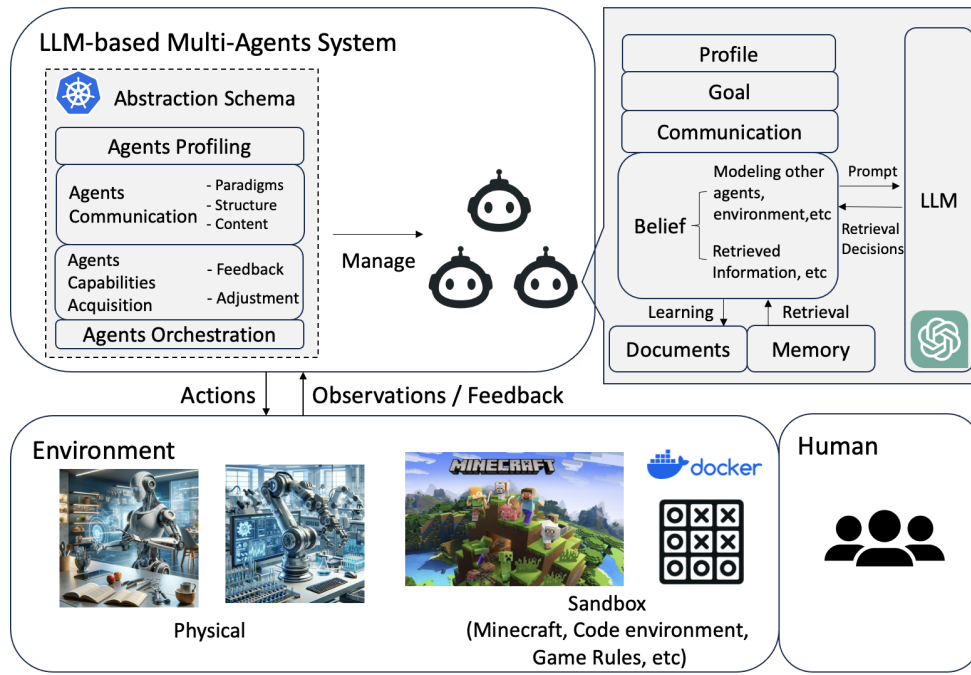 LLM-based Multi-Agents System
Abstraction Schema
Agents Profiling
Agents
Communication
- Paradigms
- Structure
- Content
Agents
Capabilities
Acquisition
- Feedback
- Adjustment
Agents Orchestration
Manage
Profile
Goal
Communication
Belief
Modeling other
agents,
environment,etc
Retrieved
Information, etc
Prompt
Retrieval
Decisions
LLM
Learning
Retrieval
Documents
Memory
Actions
Observations / Feedback
Environment
Physical
MINECRAFT
docker
O X X
O O X
X O O
Sandbox
(Minecraft, Code environment,
Game Rules, etc)
Human